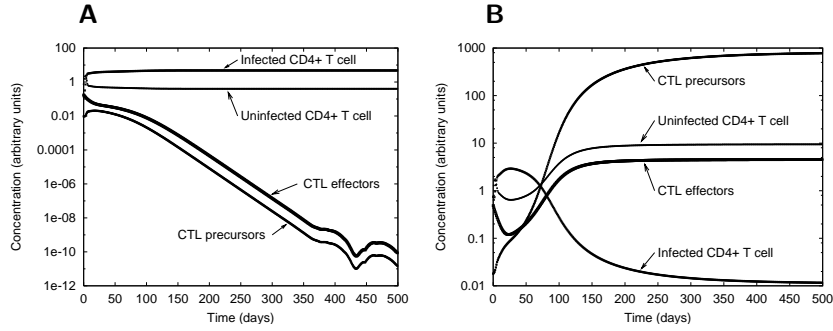 A
Concentration (arbitrary units)
100
1
0.01
0.0001
1e-06
1e-08
1e-10
1e-12
Infected CD4+ T cell
Uninfected CD4+ T cell
CTL effectors
CTL precursors
0 50 100 150 200 250 300 350 400 450 500
Time (days)
B
Concentration (arbitrary units)
1000
100
10
1
0.1
0.01
CTL precursors
Uninfected CD4+ T cell
CTL effectors
Infected CD4+ T cell
0 50 100 150 200 250 300 350 400 450 500
Time (days)